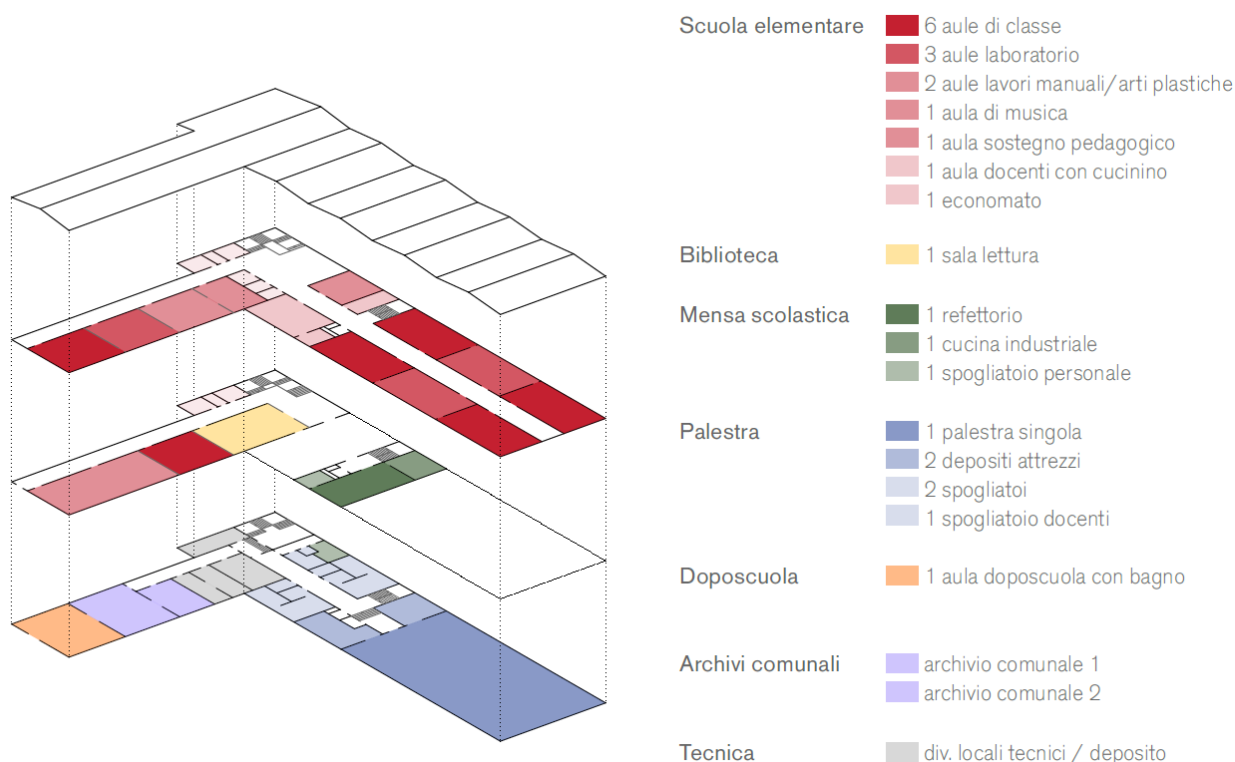 Scuola elementare
6 aule di classe
3 aule laboratorio
2 aule lavori manuali/arti plastiche
1 aula di musica
1 aula sostegno pedagogico
1 aula docenti con cucinino
1 economato
Biblioteca
1 sala lettura
Mensa scolastica
1 refettorio
1 cucina industriale
1 spogliatoio personale
Palestra
1 palestra singola
2 depositi attrezzi
2 spogliatoi
1 spogliatoio docenti
Doposcuola
1 aula doposcuola con bagno
Archivi comunali
archivio comunale 1
archivio comunale 2
Tecnica
div. locali tecnici / deposito